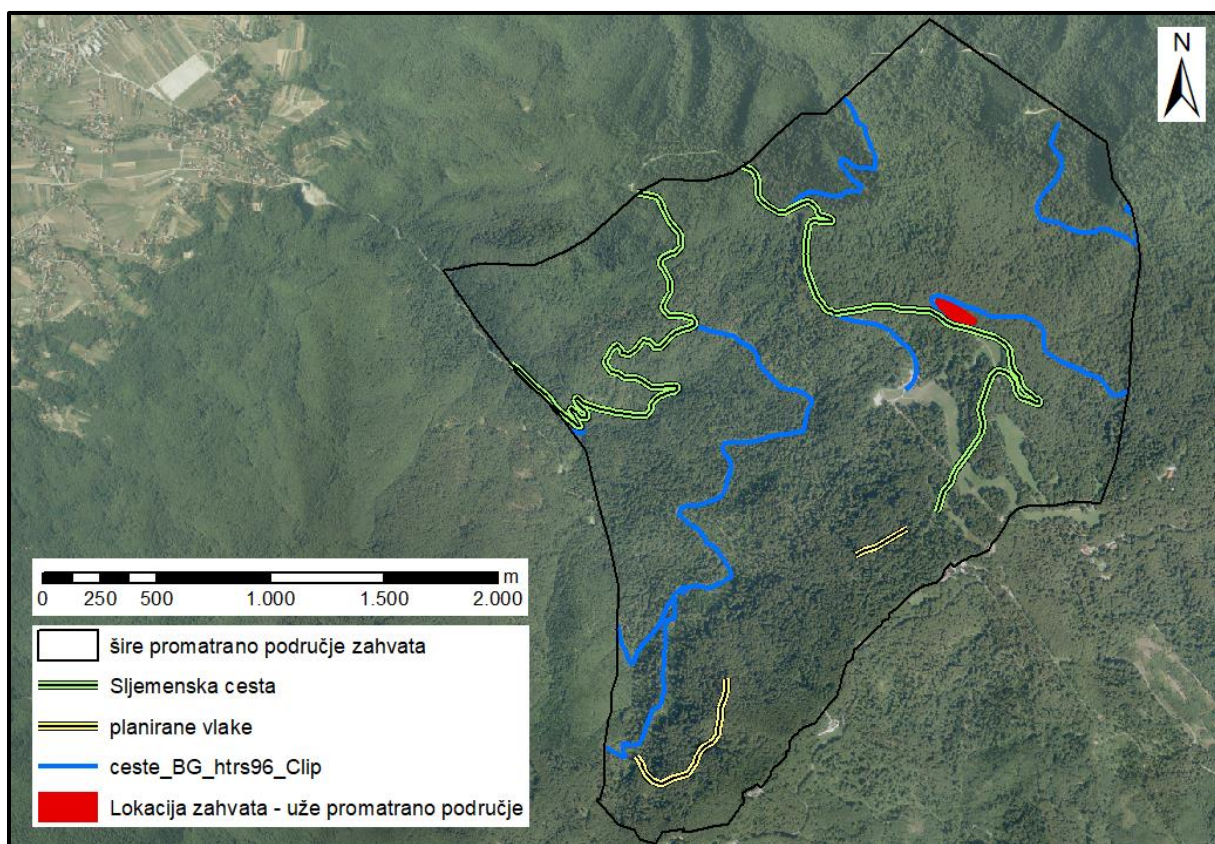 N
m
0 250 500 1.000 1.500 2.000
šire promatrano područje zahvata
Sljemenska cesta
planirane vlake
ceste_BG_htrs96_Clip
Lokacija zahvata - uže promatrano područje